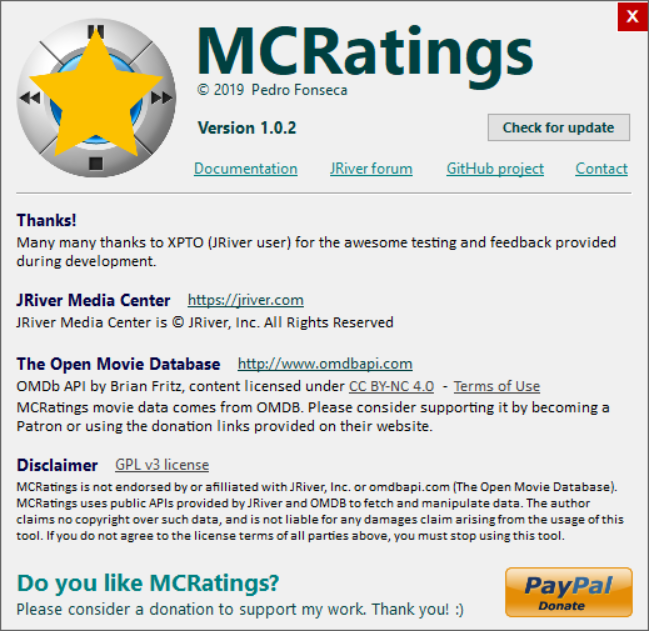 X
MCRatings
© 2019 Pedro Fonseca
Version 1.0.2
Check for update
Documentation JRiver forum GitHub project Contact
Thanks!
Many many thanks to XPTO (JRiver user) for the awesome testing and feedback provided
during development.
JRiver Media Center https://jriver.com
JRiver Media Center is © JRiver, Inc. All Rights Reserved
The Open Movie Database http://www.omdbapi.com
OMDb API by Brian Fritz, content licensed under CC BY-NC 4.0 - Terms of Use
MCRatings movie data comes from OMDB. Please consider supporting it by becoming a
Patron or using the donation links provided on their website.
Disclaimer GPL v3 license
MCRatings is not endorsed by or afiliated with JRiver, Inc. or omdbapi.com (The Open Movie Database).
MCRatings uses public APIs provided by JRiver and OMDB to fetch and manipulate data. The author
claims no copyright over such data, and is not liable for any damages claim arising from the usage of this
tool. If you do not agree to the license terms of all parties above, you must stop using this tool.
Do you like MCRatings?
Please consider a donation to support my work. Thank you! :)
PayPal
Donate